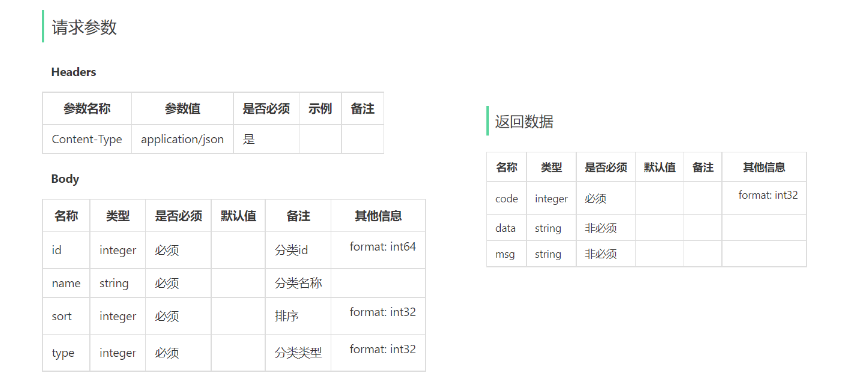 请求参数
Headers
参数名称 参数值 是否必须 示例 备注
Content-Type application/json 是
Body
名称 类型 是否必须 默认值 备注 其他信息
id integer 必须 分类id format: int64
name string 必须 分类名称
sort integer 必须 排序 format: int32
type integer 必须 分类类型 format: int32
返回数据
名称 类型 是否必须 默认值 备注 其他信息
code integer 必须 format: int32
data string 非必须
msg string 非必须